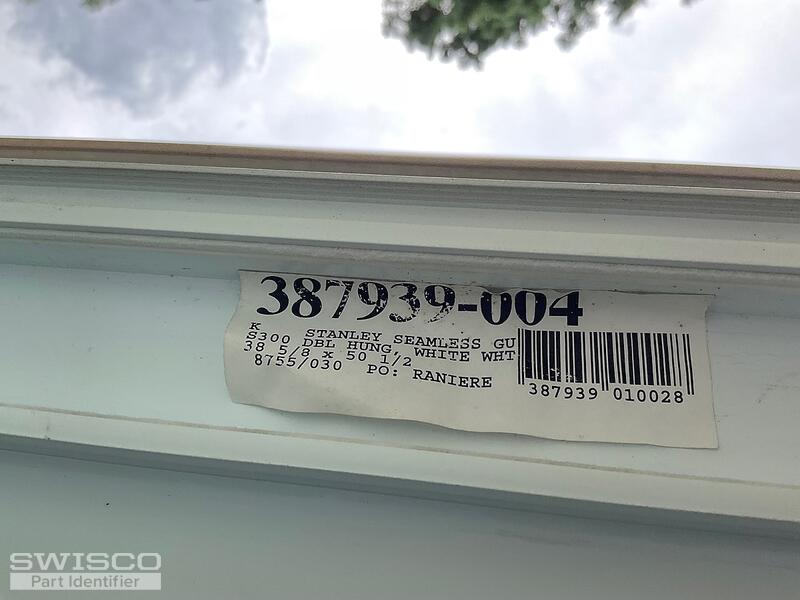 387939-004
K
S300 STANLEY SEAMLESS GU
DBL HUNG, WHITE WHT
38 5/8 x 50 1/2
8755/030 PO: RANIERE
387939 010028
SWISCO
Part Identifier